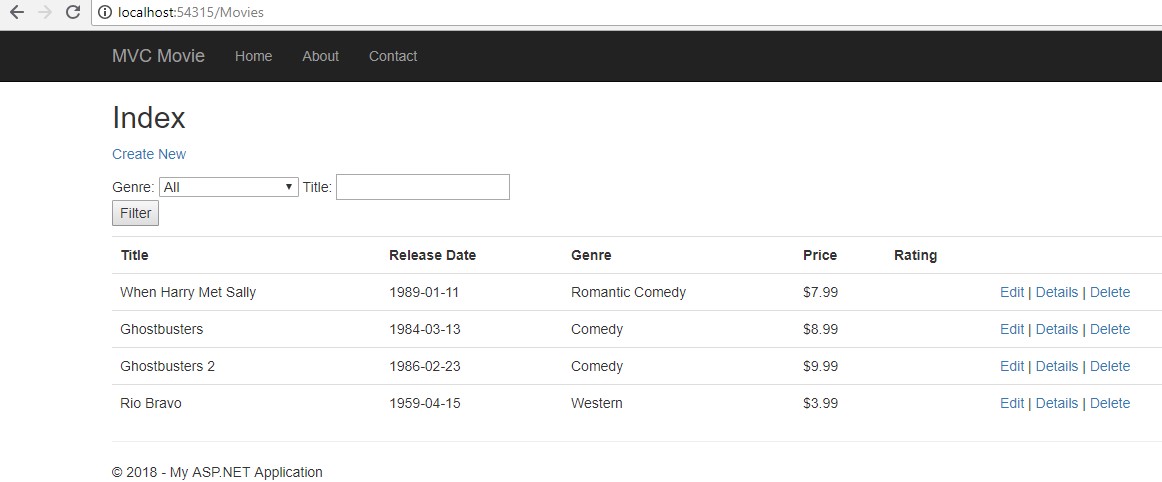 localhost:54315/Movies
MVC Movie Home About Contact
Index
Create New
Genre: All Title:
Filter
Title Release Date Genre Price Rating
When Harry Met Sally 1989-01-11 Romantic Comedy $7.99 Edit | Details | Delete
Ghostbusters 1984-03-13 Comedy $8.99 Edit | Details | Delete
Ghostbusters 2 1986-02-23 Comedy $9.99 Edit | Details | Delete
Rio Bravo 1959-04-15 Western $3.99 Edit | Details | Delete
© 2018 - My ASP.NET Application